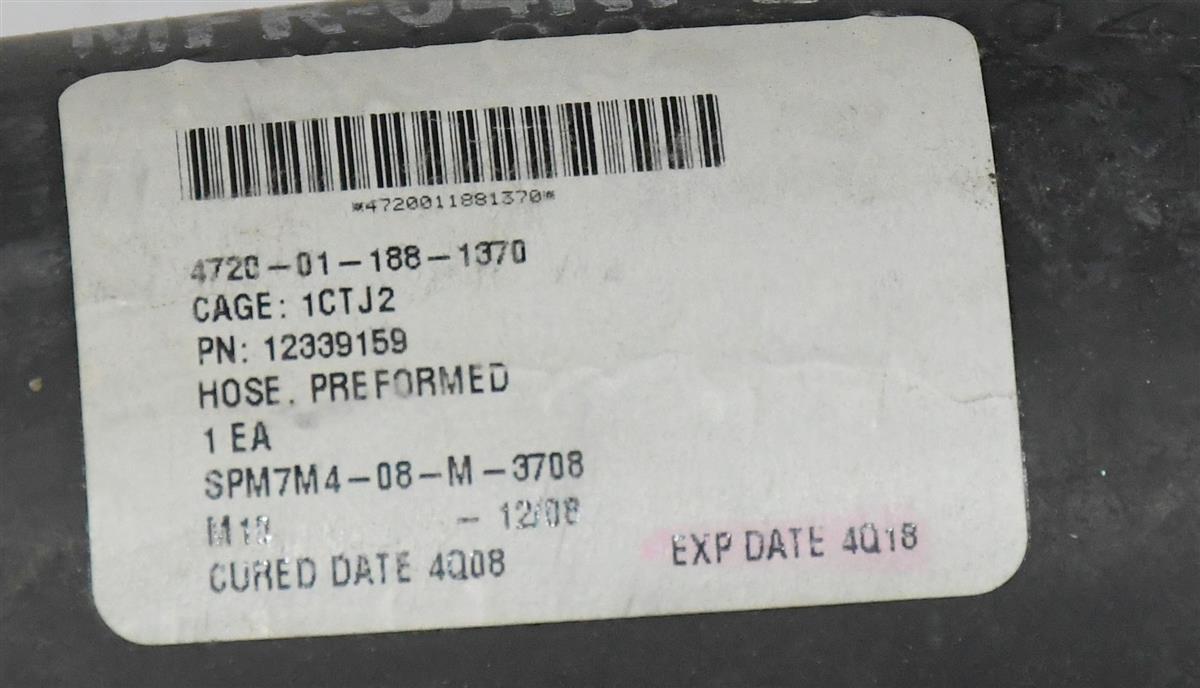 *4720011881370*
4720-01-188-1370
CAGE: 1CTJ2
PN: 12339159
HOSE, PREFORMED
1 EA
SPM7M4-08-M-3708
M10 - 12/08
CURED DATE 4Q08 EXP DATE 4Q18